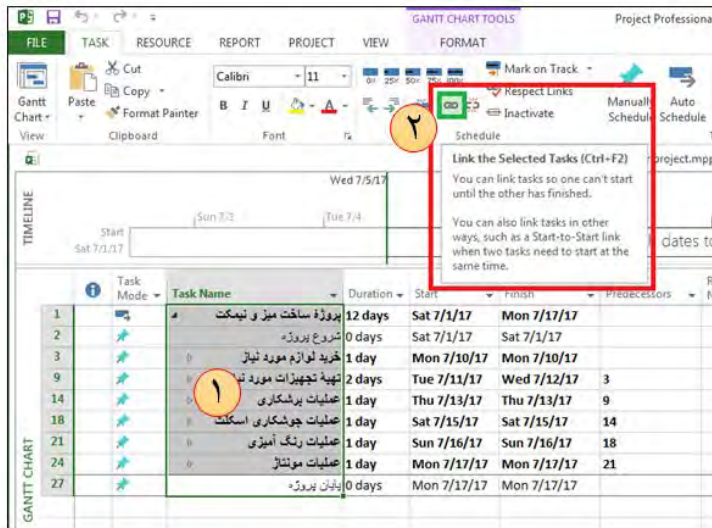 GANTT CHART TOOLS Project Professiona
FILE TASK RESOURCE REPORT PROJECT VIEW FORMAT
Gantt Chart
View
Paste
Cut
Copy
Format Painter
Clipboard
Calibri 11
B I U A
Font
0% 25% 50% 75% 100%
Mark on Track
Respect Links
Inactivate
Schedule
Manually Schedule
Auto Schedule
۲
Link the Selected Tasks (Ctrl+F2)
You can link tasks so one can't start
until the other has finished.
You can also link tasks in other
ways, such as a Start-to-Start link
when two tasks need to start at the
same time.
project.mpp
TIMELINE
Wed 7/5/17
Sun 7/2 Tue 7/4
Start
Sat 7/1/17
dates to
Task Mode Task Name Duration Start Finish Predecessors
1 پروژة ساخت میز و نیمکت 12 days Sat 7/1/17 Mon 7/17/17
2 شروع پروژه 0 days Sat 7/1/17 Sat 7/1/17
3 خرید لوازم مورد نیاز 1 day Mon 7/10/17 Mon 7/10/17
9 تهیة تجهیزات مورد 2 days Tue 7/11/17 Wed 7/12/17 3
14 عملیات برشکاری 1 day Thu 7/13/17 Thu 7/13/17 9
18 عملیات جوشکاری اسکلت 1 day Sat 7/15/17 Sat 7/15/17 14
21 عملیات رنگ آمیزی 1 day Sun 7/16/17 Sun 7/16/17 18
24 عملیات مونتاژ 1 day Mon 7/17/17 Mon 7/17/17 21
27 پایان پروژه 0 days Mon 7/17/17 Mon 7/17/17
۱
GANTT CHART